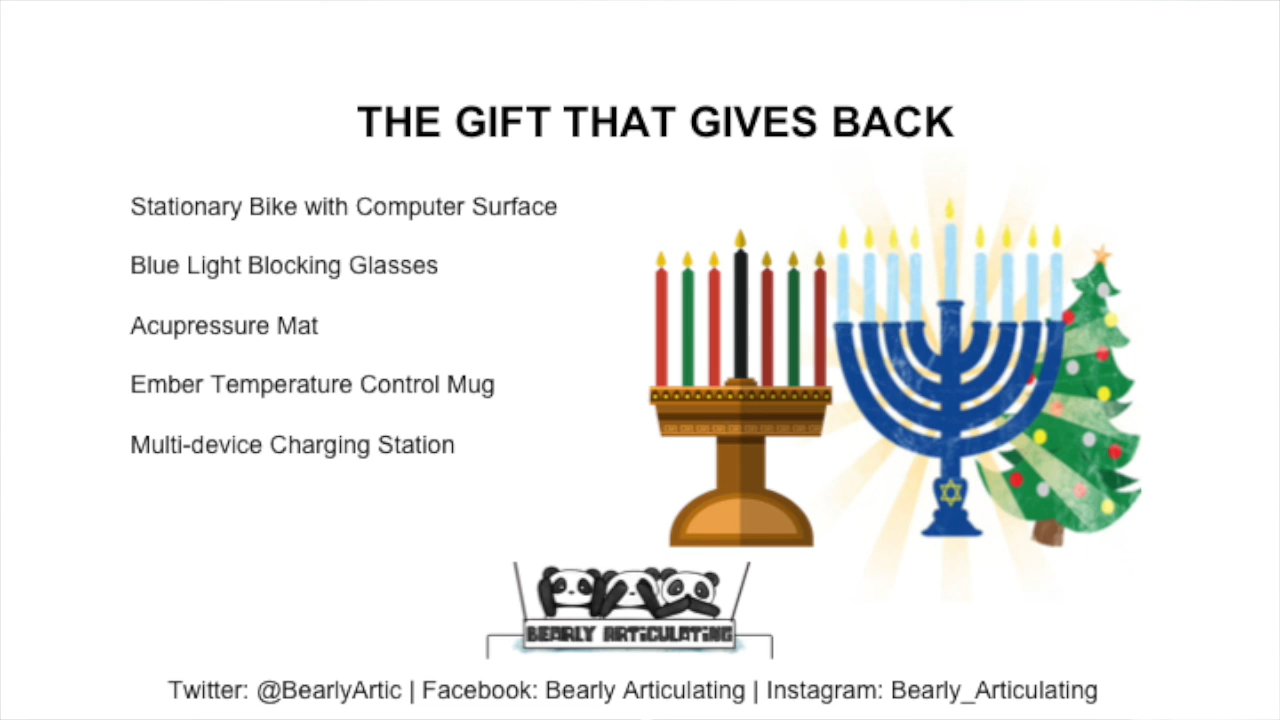 THE GIFT THAT GIVES BACK
Stationary Bike with Computer Surface
Blue Light Blocking Glasses
Acupressure Mat
Ember Temperature Control Mug
Multi-device Charging Station
BEARLY ARTICULATING
Twitter: @BearlyArtic | Facebook: Bearly Articulating | Instagram: Bearly_Articulating